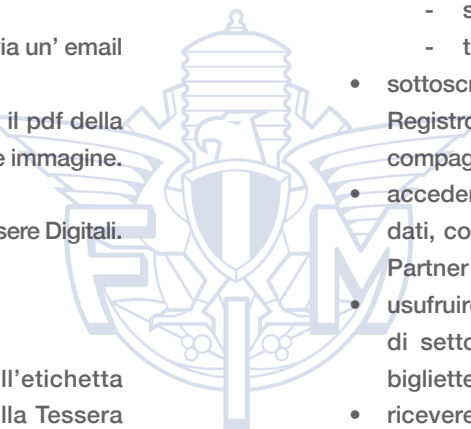 ia un' email
il pdf della
e immagine.
sere Digitali.
ll'etichetta
lla Tessera
- s
- t
• sottoscr
Registro
compag
• acceder
dati, co
Partner
• usufruire
di setto
bigliette
• ricevere
F M